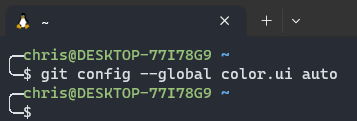 ~
chris@DESKTOP-77I78G9 ~
$ git config --global color.ui auto
chris@DESKTOP-77I78G9 ~
$